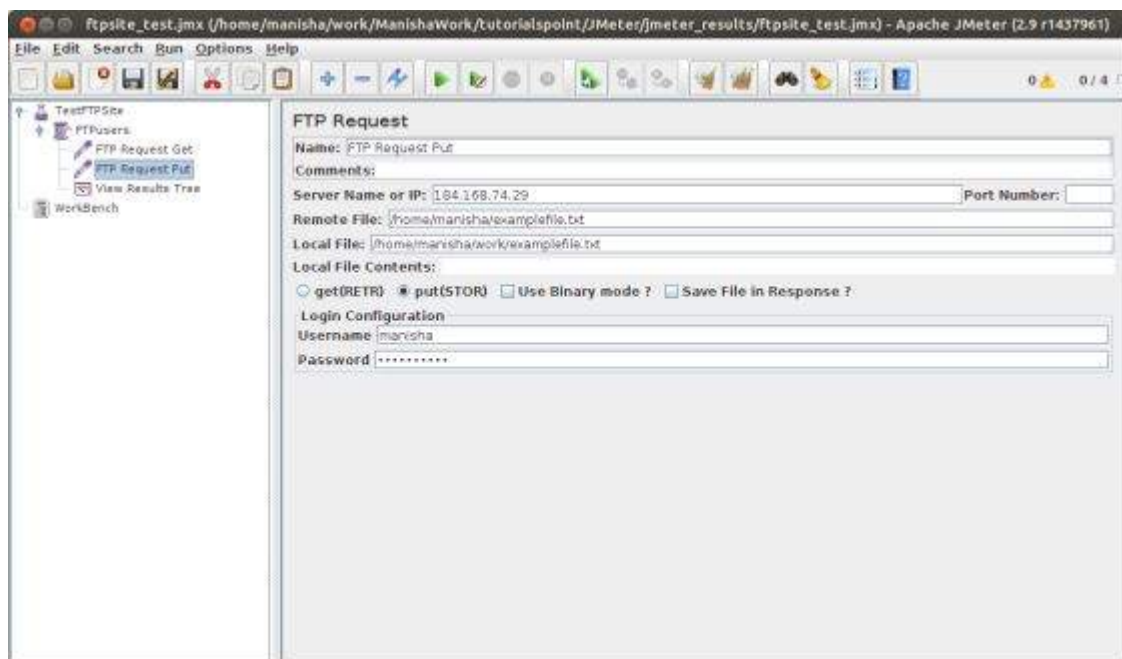 ftpsite_test.jmx (/home/manisha/work/ManishaWork/tutorialspoint/JMeter/jmeter_results/ftpsite_test.jmx) - Apache JMeter (2.9 r1437961)
File Edit Search Run Options Help
0 0 / 4
TestFTPSite
FTPusers
FTP Request Get
FTP Request Put
View Results Tree
WorkBench
FTP Request
Name: FTP Request Put
Comments:
Server Name or IP: 184.168.74.29 Port Number:
Remote File: /home/manisha/examplefile.txt
Local File: /home/manisha/work/examplefile.txt
Local File Contents:
get(RETR) put(STOR) Use Binary mode ? Save File in Response ?
Login Configuration
Username manisha
Password ••••••••••